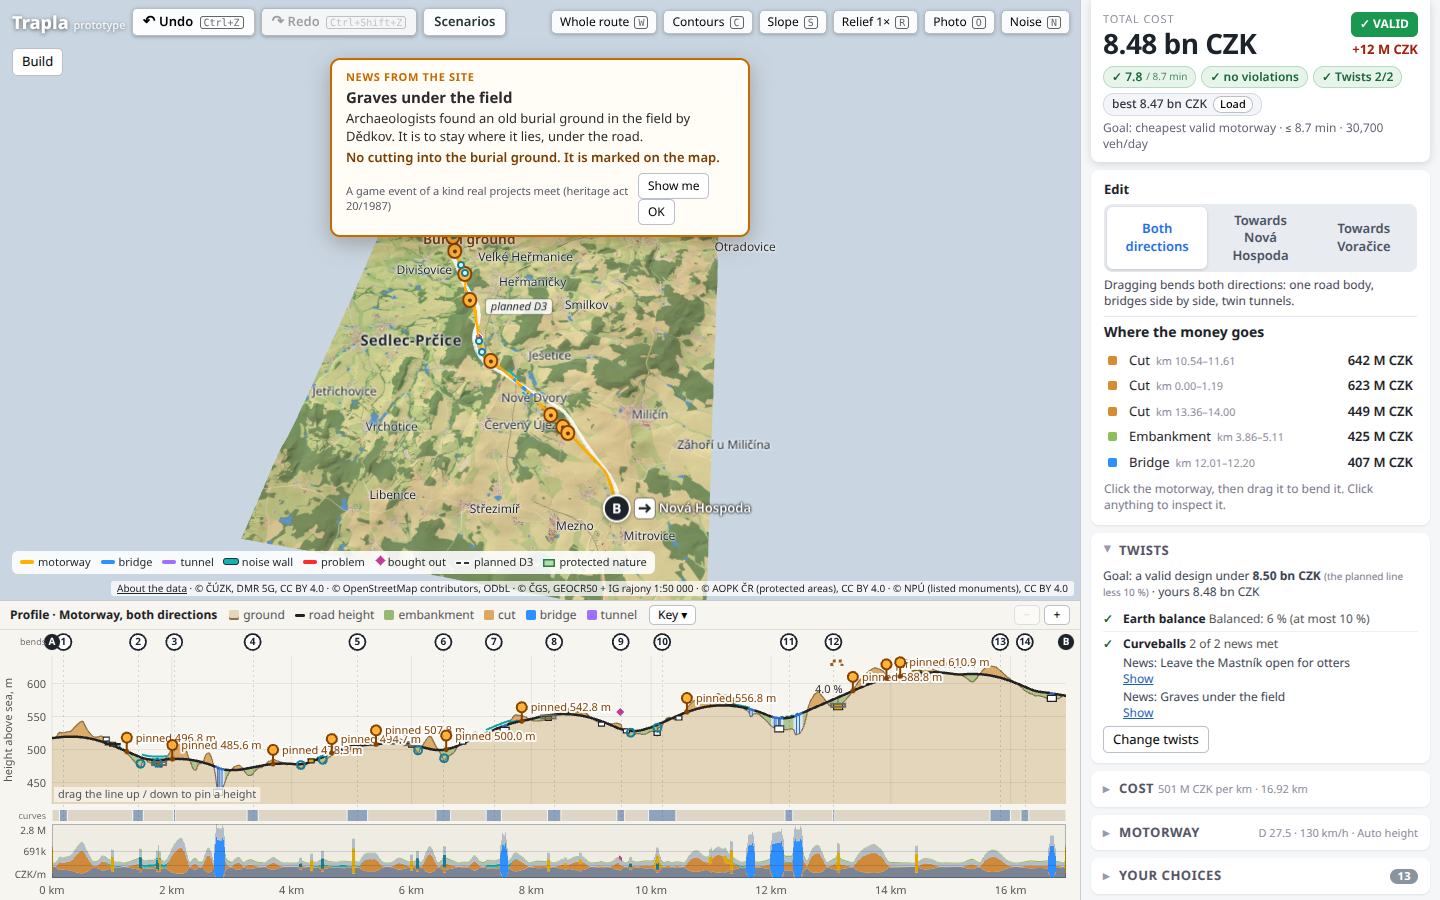 Trapla prototype
↶ Undo Ctrl+Z
↷ Redo Ctrl+Shift+Z
Scenarios
Whole route W
Contours C
Slope S
Relief 1× R
Photo O
Noise N
Build
NEWS FROM THE SITE
Graves under the field
Archaeologists found an old burial ground in the field by
Dědkov. It is to stay where it lies, under the road.
No cutting into the burial ground. It is marked on the map.
A game event of a kind real projects meet (heritage act
20/1987)
Show me
OK
Burial ground
Otradovice
Velké Heřmanice
Divišovice
Heřmaničky
planned D3
Smilkov
Sedlec-Prčice
Ješetice
Jetřichovice
Nové Dvory
Miličín
Vrchotice
Červený Újez
Záhoří u Miličína
Libenice
Střezimíř
B → Nová Hospoda
Mezno
Mitrovice
motorway bridge tunnel noise wall problem bought out planned D3 protected nature
About the data · © ČÚZK, DMR 5G, CC BY 4.0 · © OpenStreetMap contributors, ODbL · © ČGS, GEOCR50 + IG rajony 1:50 000 · © AOPK ČR (protected areas), CC BY 4.0 · © NPÚ (listed monuments), CC BY 4.0
Profile · Motorway, both directions ground road height embankment cut bridge tunnel Key ▾
− +
bends A 1 2 3 4 5 6 7 8 9 10 11 12 13 14 B
height above sea, m
600
550
500
450
pinned 496.8 m
pinned 485.6 m
pinned 478.3 m
pinned 494.7 m
pinned 507.8 m
pinned 500.0 m
pinned 542.8 m
pinned 556.8 m
4.0 %
pinned 588.8 m
pinned 610.9 m
drag the line up / down to pin a height
curves
2.8 M
691k
CZK/m
0 km 2 km 4 km 6 km 8 km 10 km 12 km 14 km 16 km
TOTAL COST
8.48 bn CZK
✓ VALID
+12 M CZK
✓ 7.8 / 8.7 min
✓ no violations
✓ Twists 2/2
best 8.47 bn CZK Load
Goal: cheapest valid motorway · ≤ 8.7 min · 30,700
veh/day
Edit
Both
directions
Towards
Nová
Hospoda
Towards
Voračice
Dragging bends both directions: one road body,
bridges side by side, twin tunnels.
Where the money goes
Cut km 10.54–11.61 642 M CZK
Cut km 0.00–1.19 623 M CZK
Cut km 13.36–14.00 449 M CZK
Embankment km 3.86–5.11 425 M CZK
Bridge km 12.01–12.20 407 M CZK
Click the motorway, then drag it to bend it. Click
anything to inspect it.
▼ TWISTS
Goal: a valid design under 8.50 bn CZK (the planned line
less 10 %) · yours 8.48 bn CZK
✓ Earth balance Balanced: 6 % (at most 10 %)
✓ Curveballs 2 of 2 news met
News: Leave the Mastník open for otters
Show
News: Graves under the field
Show
Change twists
▶ COST 501 M CZK per km · 16.92 km
▶ MOTORWAY D 27.5 · 130 km/h · Auto height
▶ YOUR CHOICES 13